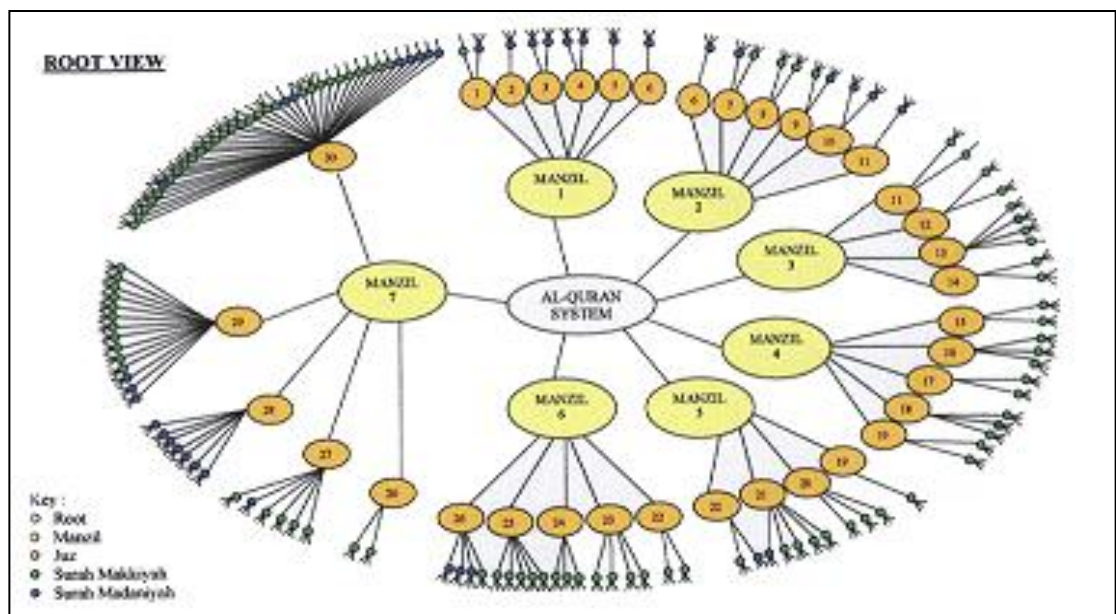 ROOT VIEW
AL-QURAN
SYSTEM
MANZIL
1
1
2
3
4
5
6
MANZIL
2
6
7
8
9
10
11
MANZIL
3
11
12
13
14
MANZIL
4
15
16
17
18
19
MANZIL
5
19
20
21
22
MANZIL
6
22
23
24
25
26
MANZIL
7
26
27
28
29
30
Key :
Root
Manzil
Juz
Surah Makkiyah
Surah Madaniyah